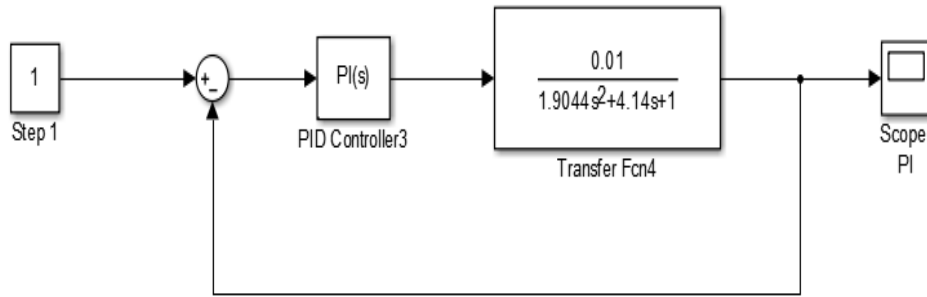 1
Step 1
+
−
PI(s)
PID Controller3
0.01
1.9044s²+4.14s+1
Transfer Fcn4
Scope
PI